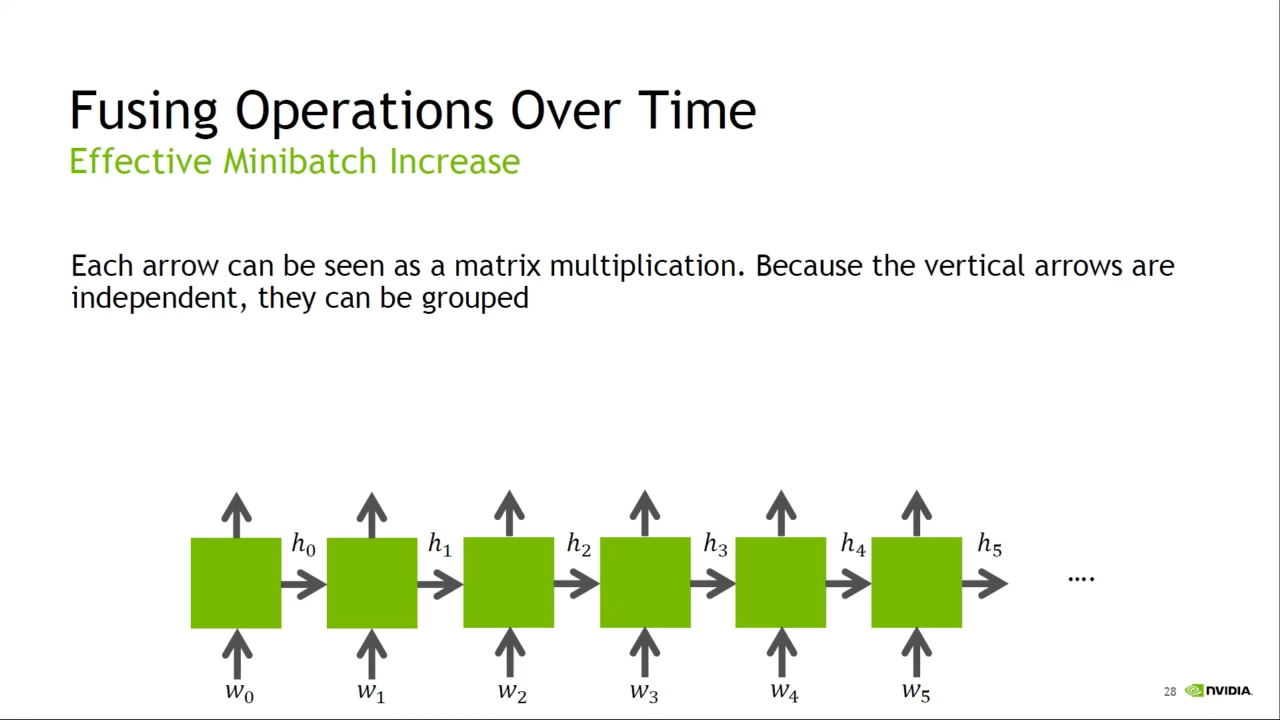 Fusing Operations Over Time
Effective Minibatch Increase
Each arrow can be seen as a matrix multiplication. Because the vertical arrows are
independent, they can be grouped
h₀ h₁ h₂ h₃ h₄ h₅
....
w₀ w₁ w₂ w₃ w₄ w₅
28 NVIDIA.